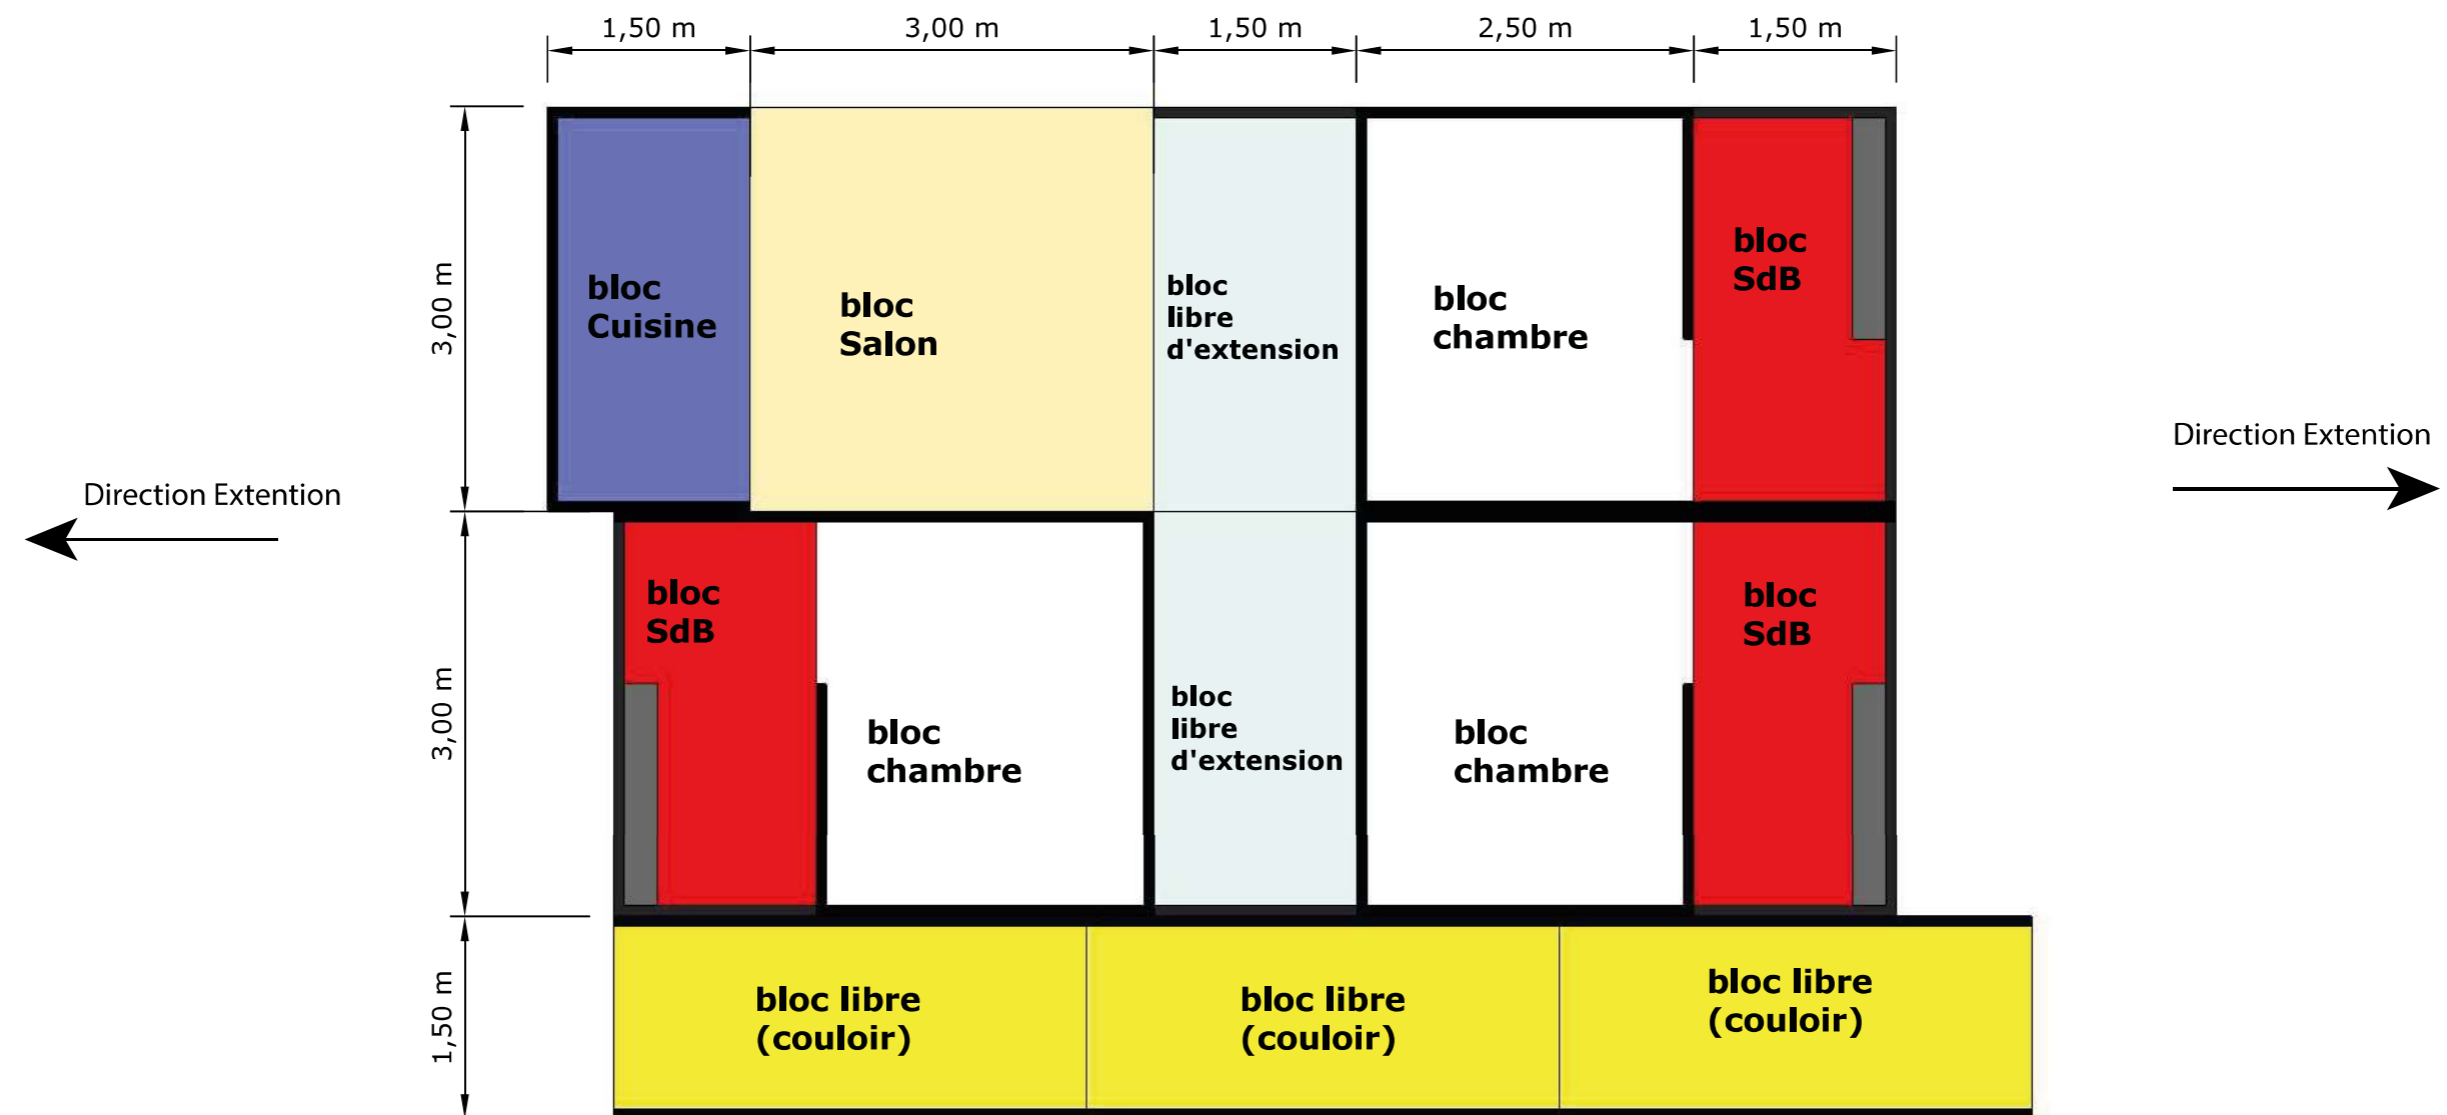 1,50 m
3,00 m
1,50 m
2,50 m
1,50 m
3,00 m
bloc
Cuisine
bloc
Salon
bloc
libre
d'extension
bloc
chambre
bloc
SdB
Direction Extention
Direction Extention
3,00 m
bloc
SdB
bloc
chambre
bloc
libre
d'extension
bloc
chambre
bloc
SdB
1,50 m
bloc libre
(couloir)
bloc libre
(couloir)
bloc libre
(couloir)